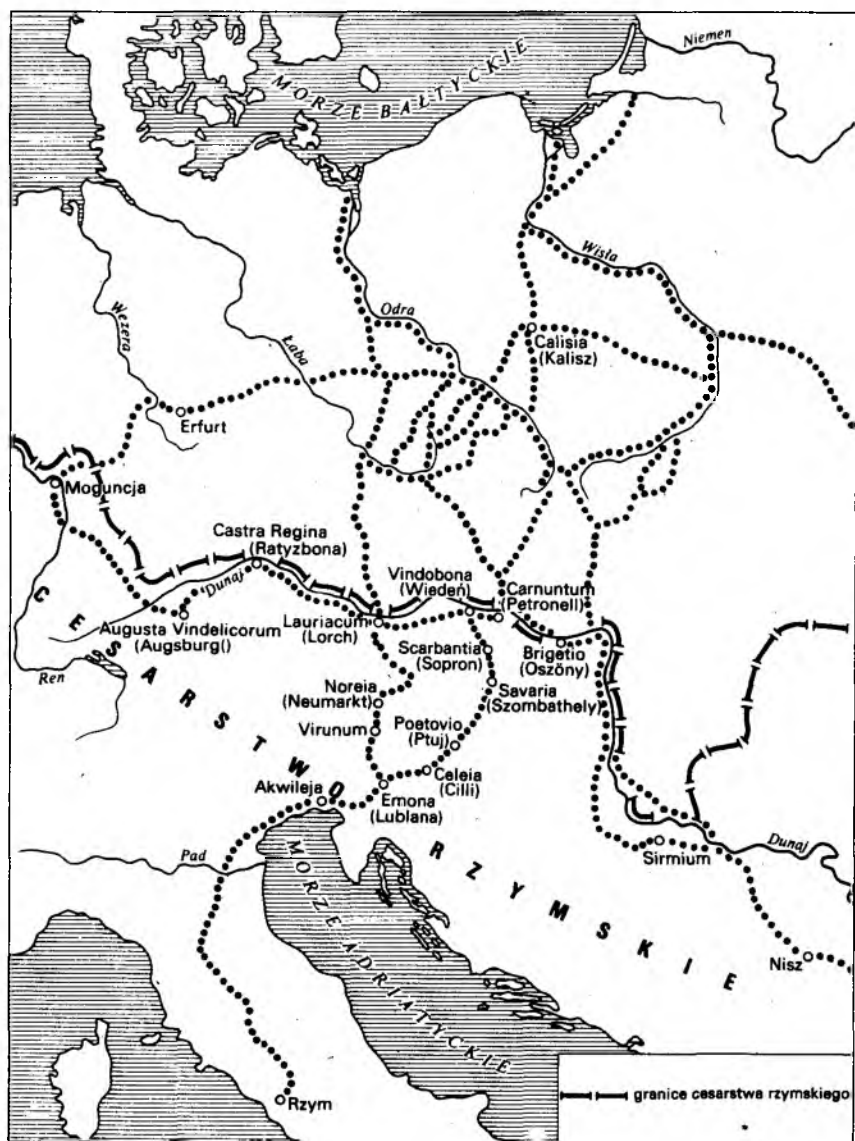 Niemen
MORZE BAŁTYCKIE
Wisła
Odra
Wezera
Łaba
Calisia
(Kalisz)
Erfurt
Moguncja
Castra Regina
(Ratyzbona)
Dunaj
Vindobona
(Wiedeń)
Carnuntum
(Petronell)
Augusta Vindelicorum
(Augsburg()
Lauriacum
(Lorch)
Scarbantia
(Sopron)
Brigetio
(Oszöny)
Ren
Noreia
(Neumarkt)
Savaria
(Szombathely)
Virunum
Poetovio
(Ptuj)
CESARSTWO RZYMSKIE
Akwileja
Celeia
(Cilli)
Emona
(Lublana)
Pad
Sirmium
Dunaj
MORZE ADRIATYCKIE
Nisz
Rzym
granice cesarstwa rzymskiego